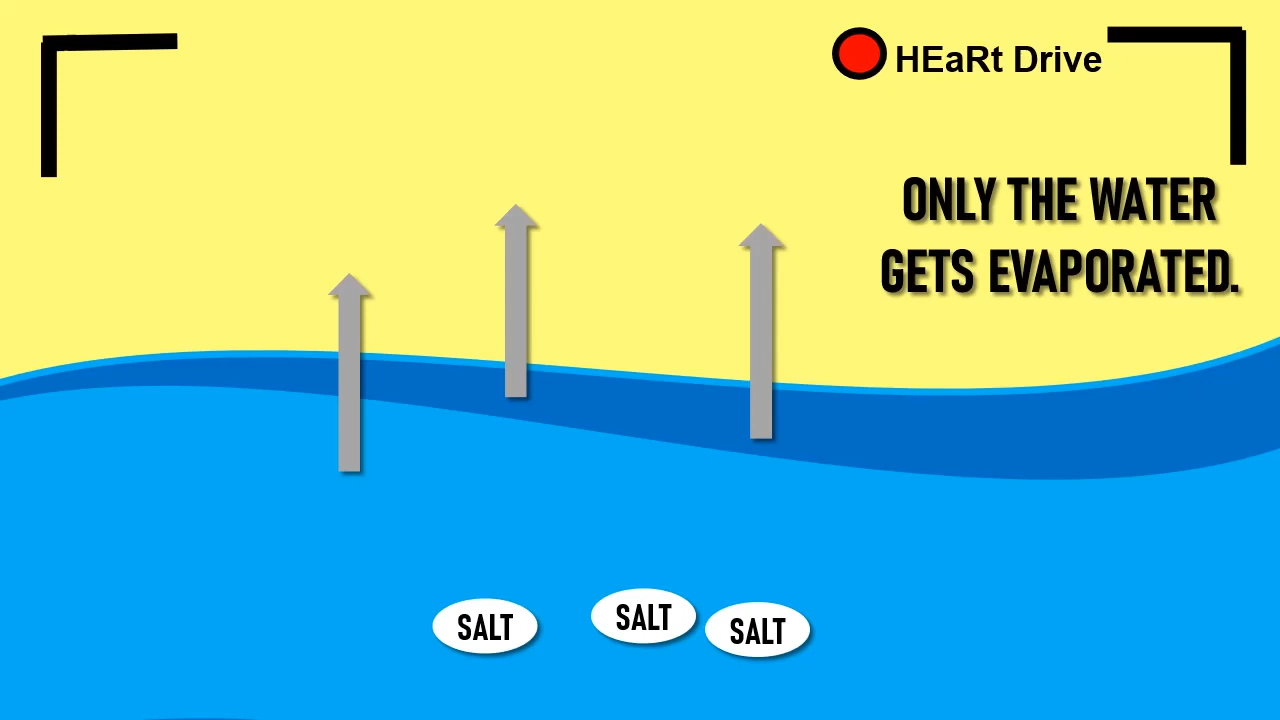 HEaRt Drive
ONLY THE WATER
GETS EVAPORATED.
SALT
SALT
SALT